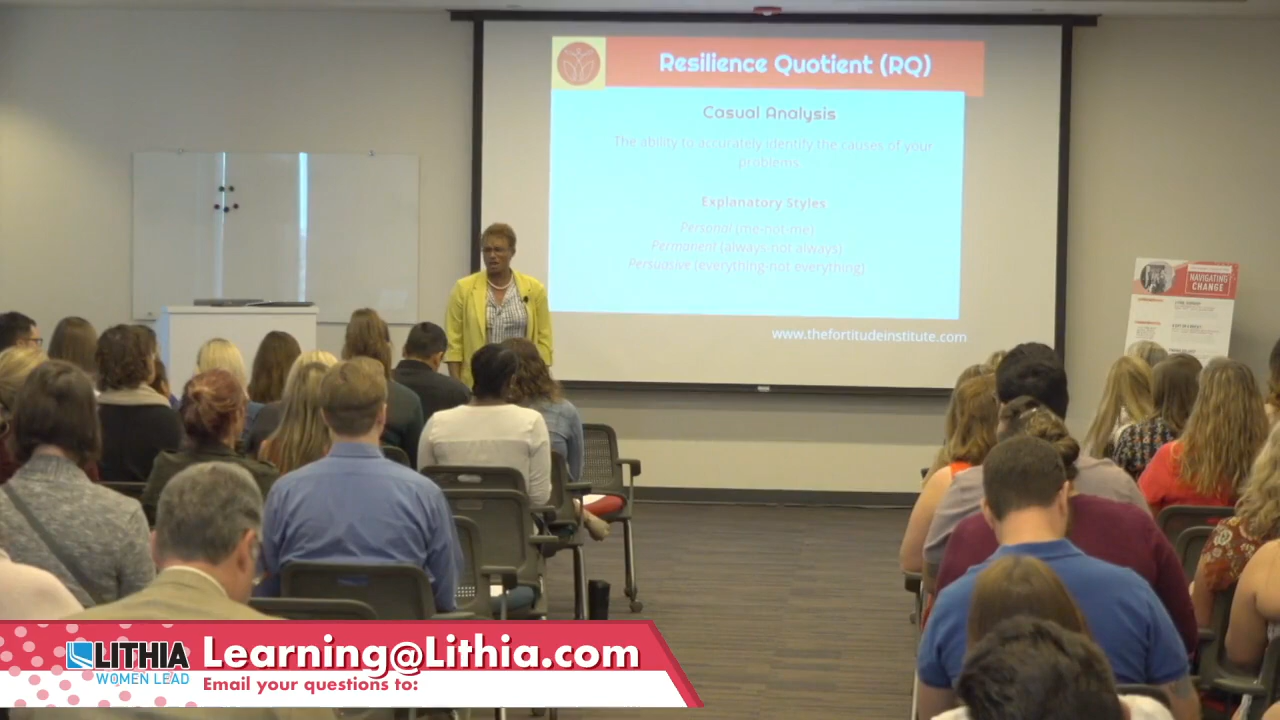 Resilience Quotient (RQ)
Casual Analysis
The ability to accurately identify the causes of your
problems
Explanatory Styles
Personal (me-not-me)
Permanent (always-not always)
Persuasive (everything-not everything)
www.thefortitudeinstitute.com
NAVIGATING
CHANGE
LITHIA
WOMEN LEAD
Learning@Lithia.com
Email your questions to: